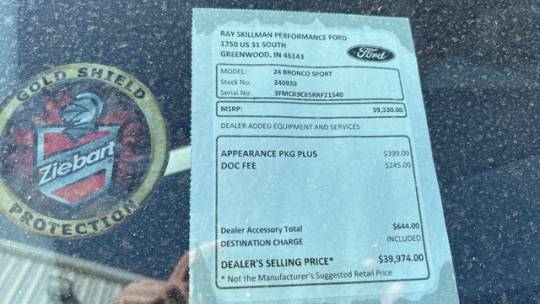 RAY SKILLMAN PERFORMANCE FORD
1250 US 31 SOUTH
GREENWOOD, IN 46143
Ford
MODEL: 24 BRONCO SPORT
Stock No: 240930
Serial No: 3FMCR9C65RRF21540
MSRP: 39,330.00
DEALER ADDED EQUIPMENT AND SERVICES
APPEARANCE PKG PLUS $399.00
DOC FEE $245.00
Dealer Accessory Total $644.00
DESTINATION CHARGE INCLUDED
DEALER'S SELLING PRICE* $39,974.00
* Not the Manufacturer's Suggested Retail Price
SHIELD
Ziebart
PROTECTION